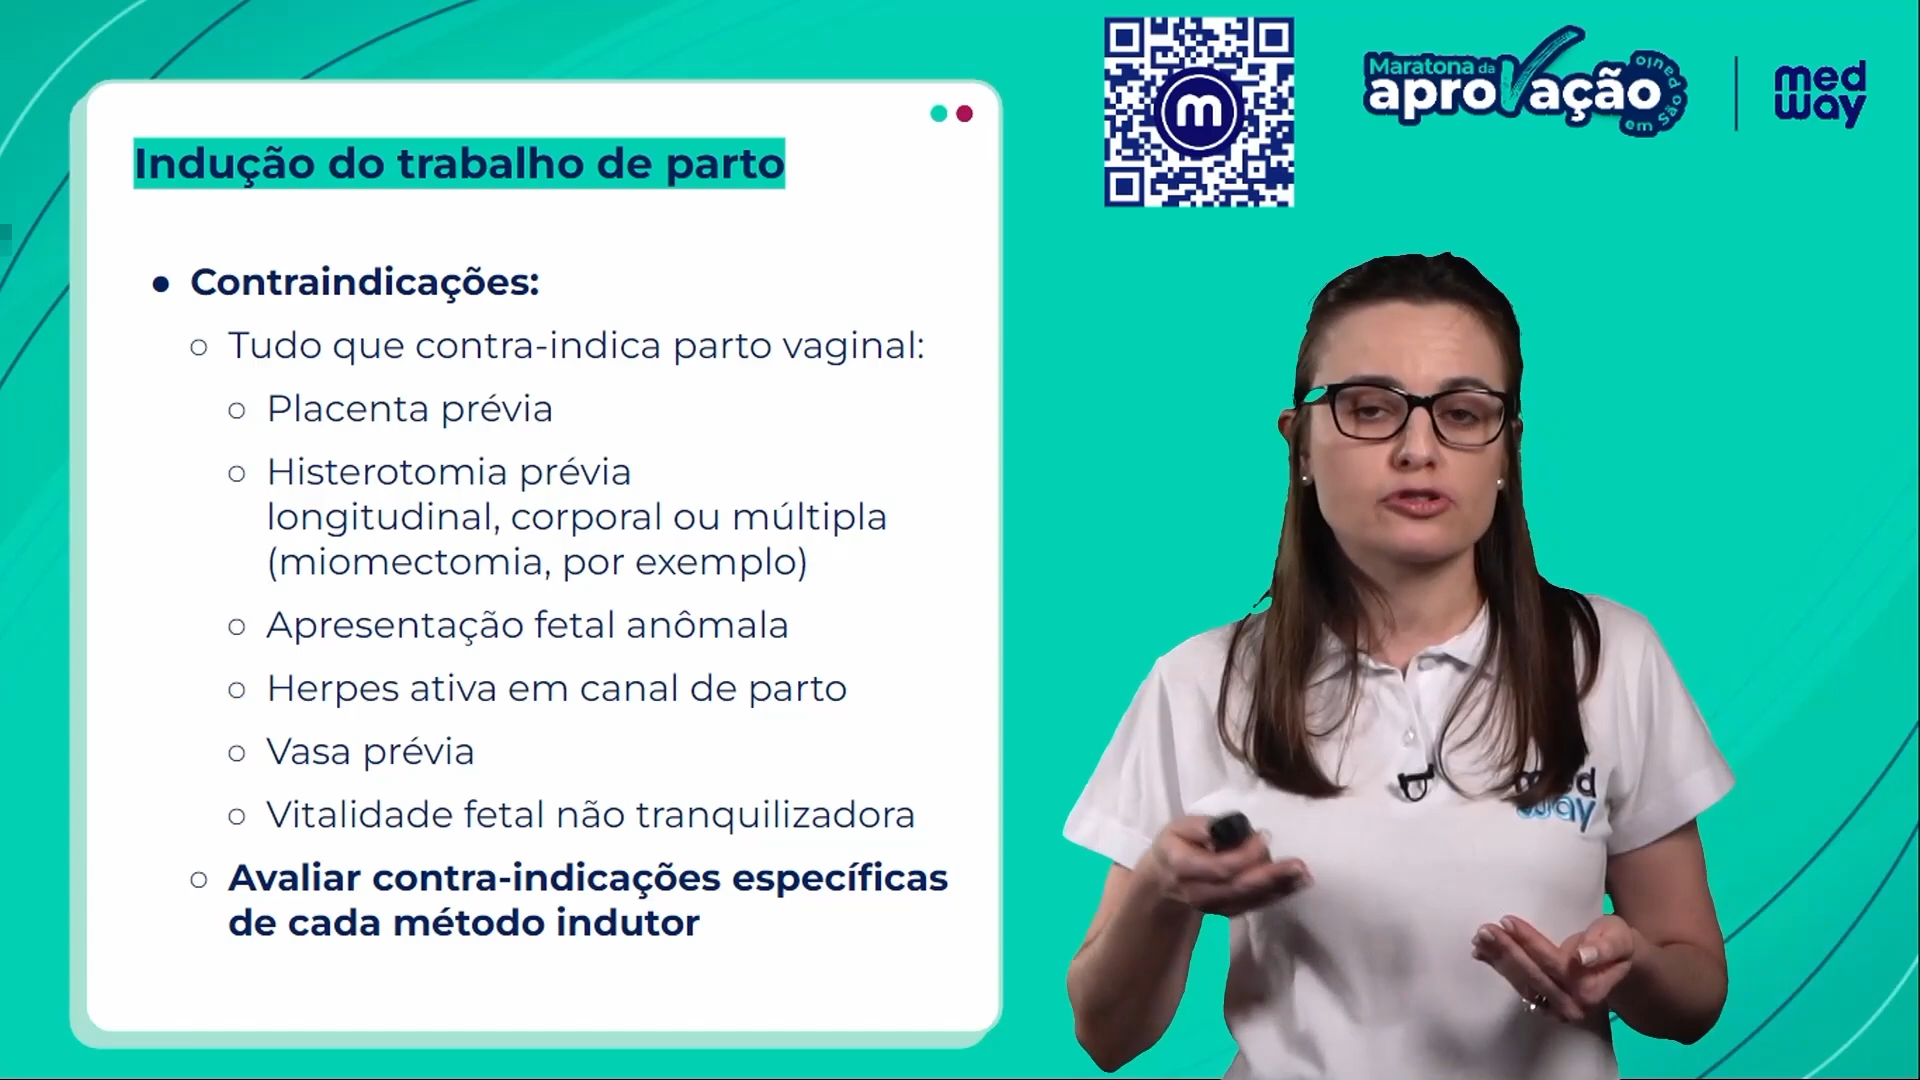 Maratona da
aprovação
em São Paulo
med
way
m
Indução do trabalho de parto
● Contraindicações:
○ Tudo que contra-indica parto vaginal:
○ Placenta prévia
○ Histerotomia prévia
longitudinal, corporal ou múltipla
(miomectomia, por exemplo)
○ Apresentação fetal anômala
○ Herpes ativa em canal de parto
○ Vasa prévia
○ Vitalidade fetal não tranquilizadora
○ Avaliar contra-indicações específicas
de cada método indutor
med
way